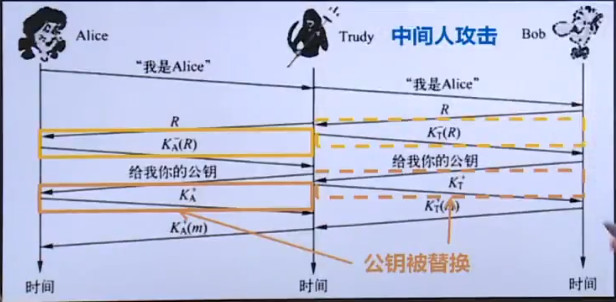 Alice
Trudy
中间人攻击
Bob
“我是Alice”
“我是Alice”
R
R
K_A^-(R)
K_T^-(R)
给我你的公钥
给我你的公钥
K_A^+
K_T^+
K_A^+(m)
公钥被替换
时间
时间
时间